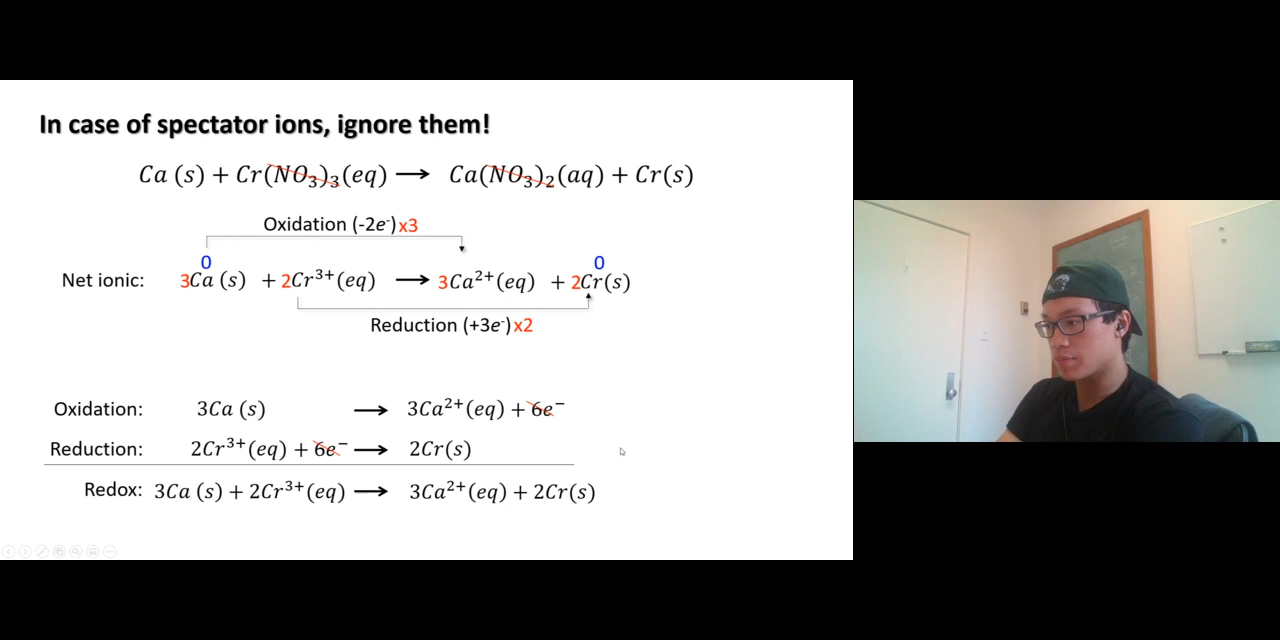 In case of spectator ions, ignore them!
Ca (s) + Cr(NO₃)₃(eq) ⟶ Ca(NO₃)₂(aq) + Cr(s)
Oxidation (-2e⁻) x3
0 0
Net ionic: 3Ca (s) + 2Cr³⁺(eq) ⟶ 3Ca²⁺(eq) + 2Cr(s)
Reduction (+3e⁻) x2
Oxidation: 3Ca (s) ⟶ 3Ca²⁺(eq) + 6e⁻
Reduction: 2Cr³⁺(eq) + 6e⁻ ⟶ 2Cr(s)
Redox: 3Ca (s) + 2Cr³⁺(eq) ⟶ 3Ca²⁺(eq) + 2Cr(s)